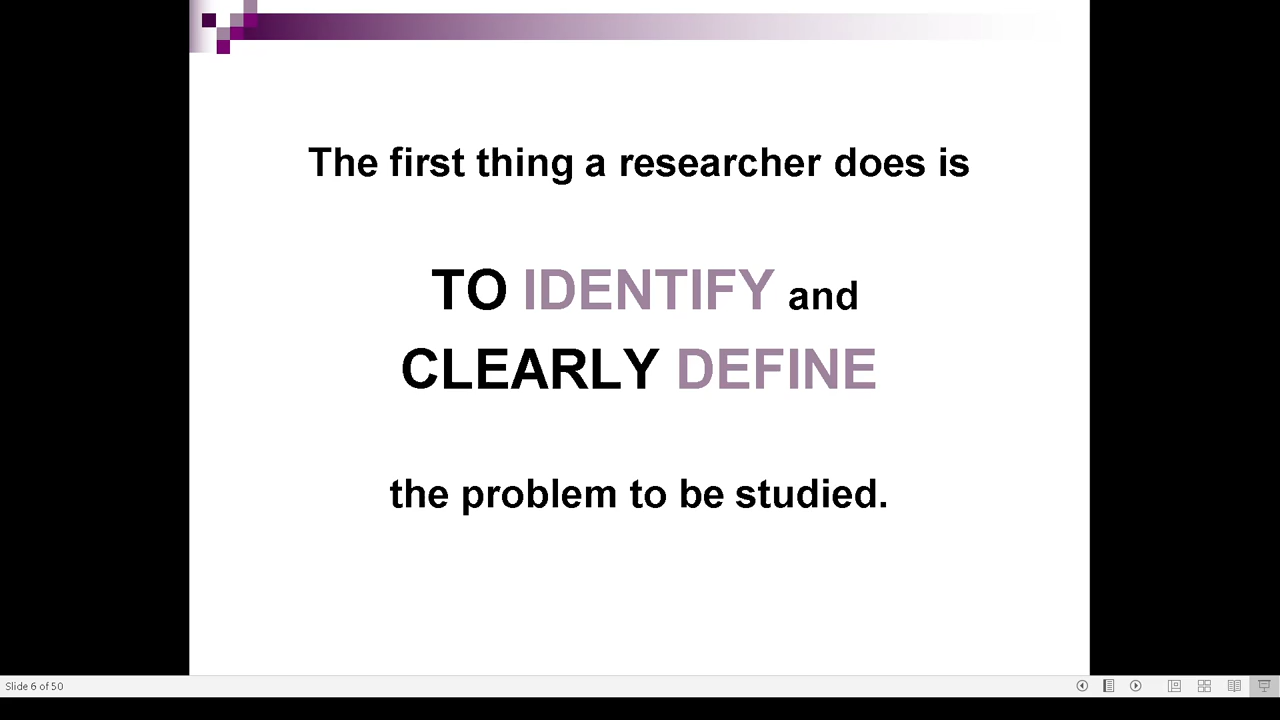 The first thing a researcher does is
TO IDENTIFY and
CLEARLY DEFINE
the problem to be studied.
Slide 6 of 50